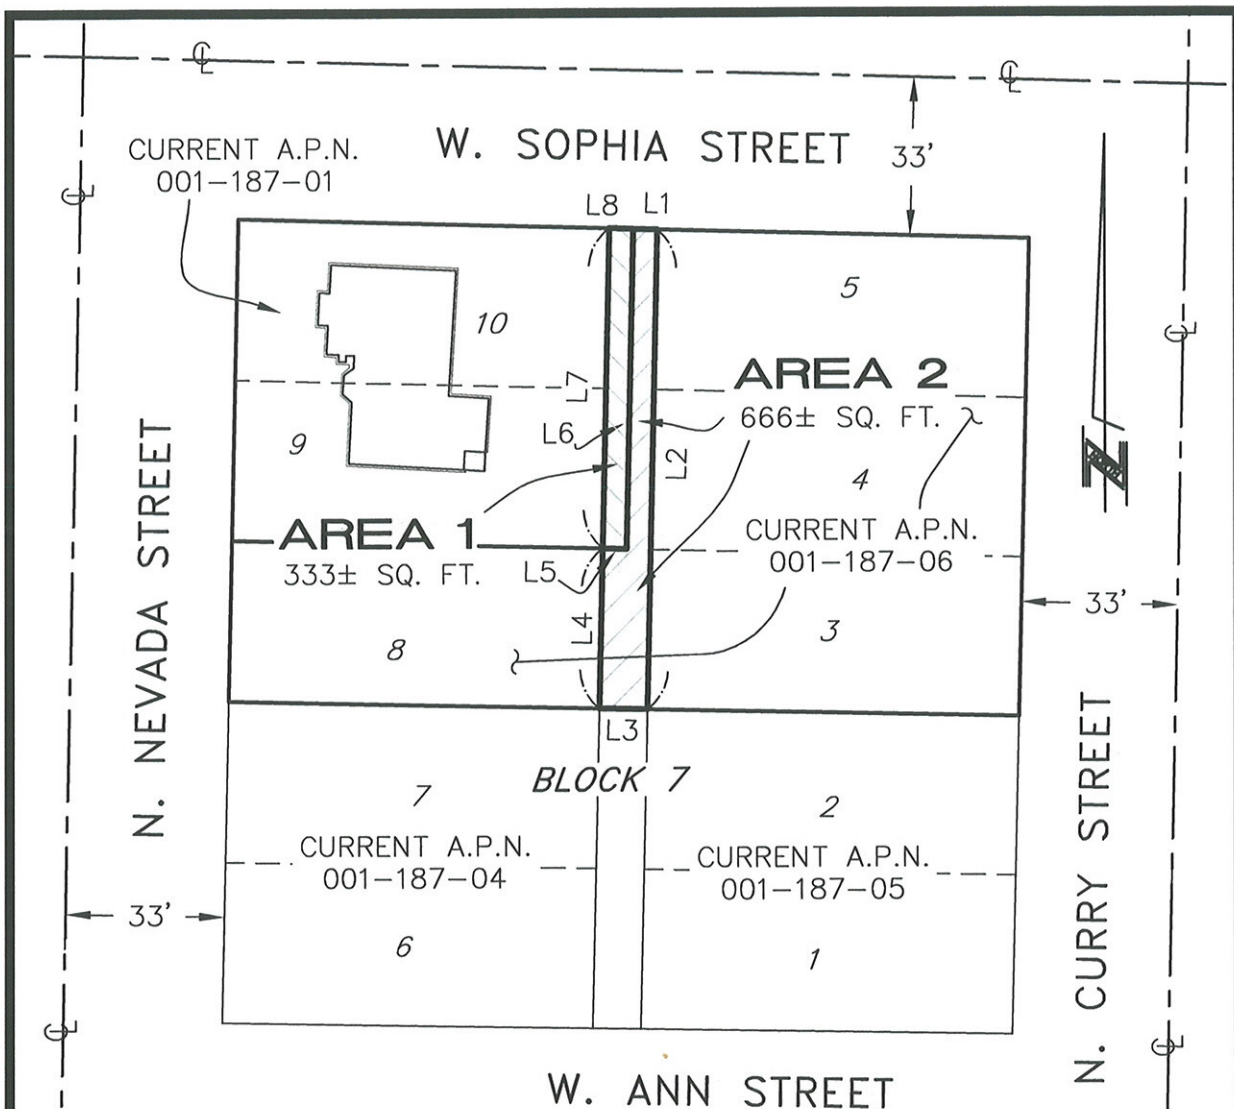 W. SOPHIA STREET
33'
CURRENT A.P.N.
001-187-01
L8
L1
10
5
AREA 2
666± SQ. FT.
L7
L6
L2
9
4
AREA 1
333± SQ. FT.
L5
CURRENT A.P.N.
001-187-06
N. NEVADA STREET
33'
L4
8
3
L3
BLOCK 7
7
2
CURRENT A.P.N.
001-187-04
CURRENT A.P.N.
001-187-05
33'
6
1
N. CURRY STREET
W. ANN STREET